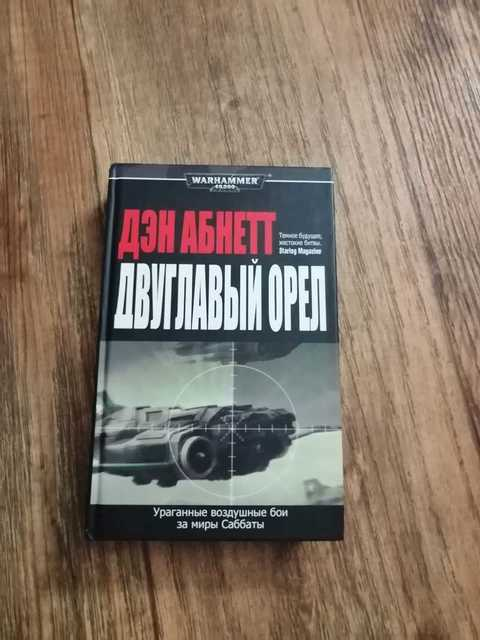 WARHAMMER
40,000
ДЭН АБНЕТТ
Темное будущее,
жестокие битвы.
Starlog Magazine
ДВУГЛАВЫЙ ОРЕЛ
Ураганные воздушные бои
за миры Саббаты